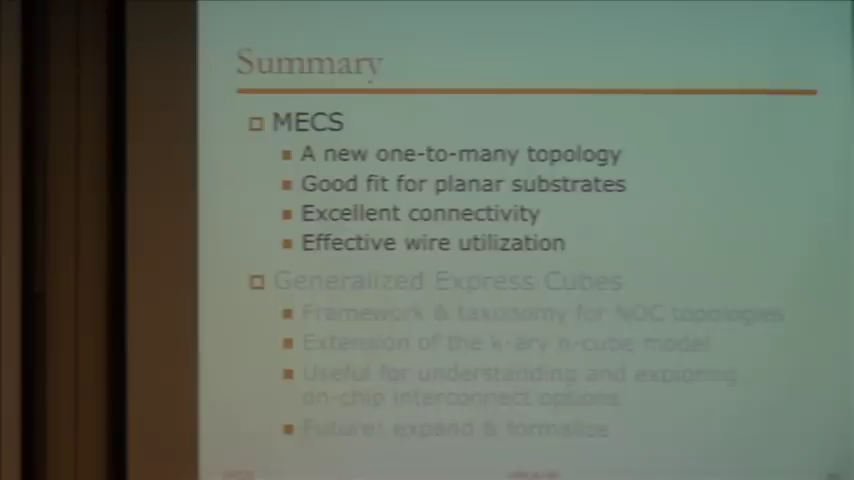 Summary
MECS
A new one-to-many topology
Good fit for planar substrates
Excellent connectivity
Effective wire utilization
Generalized Express Cubes
Framework & taxonomy for NOC topologies
Extension of the k-ary n-cube model
Useful for understanding and exploring
on-chip interconnect options
Future: expand & formalize